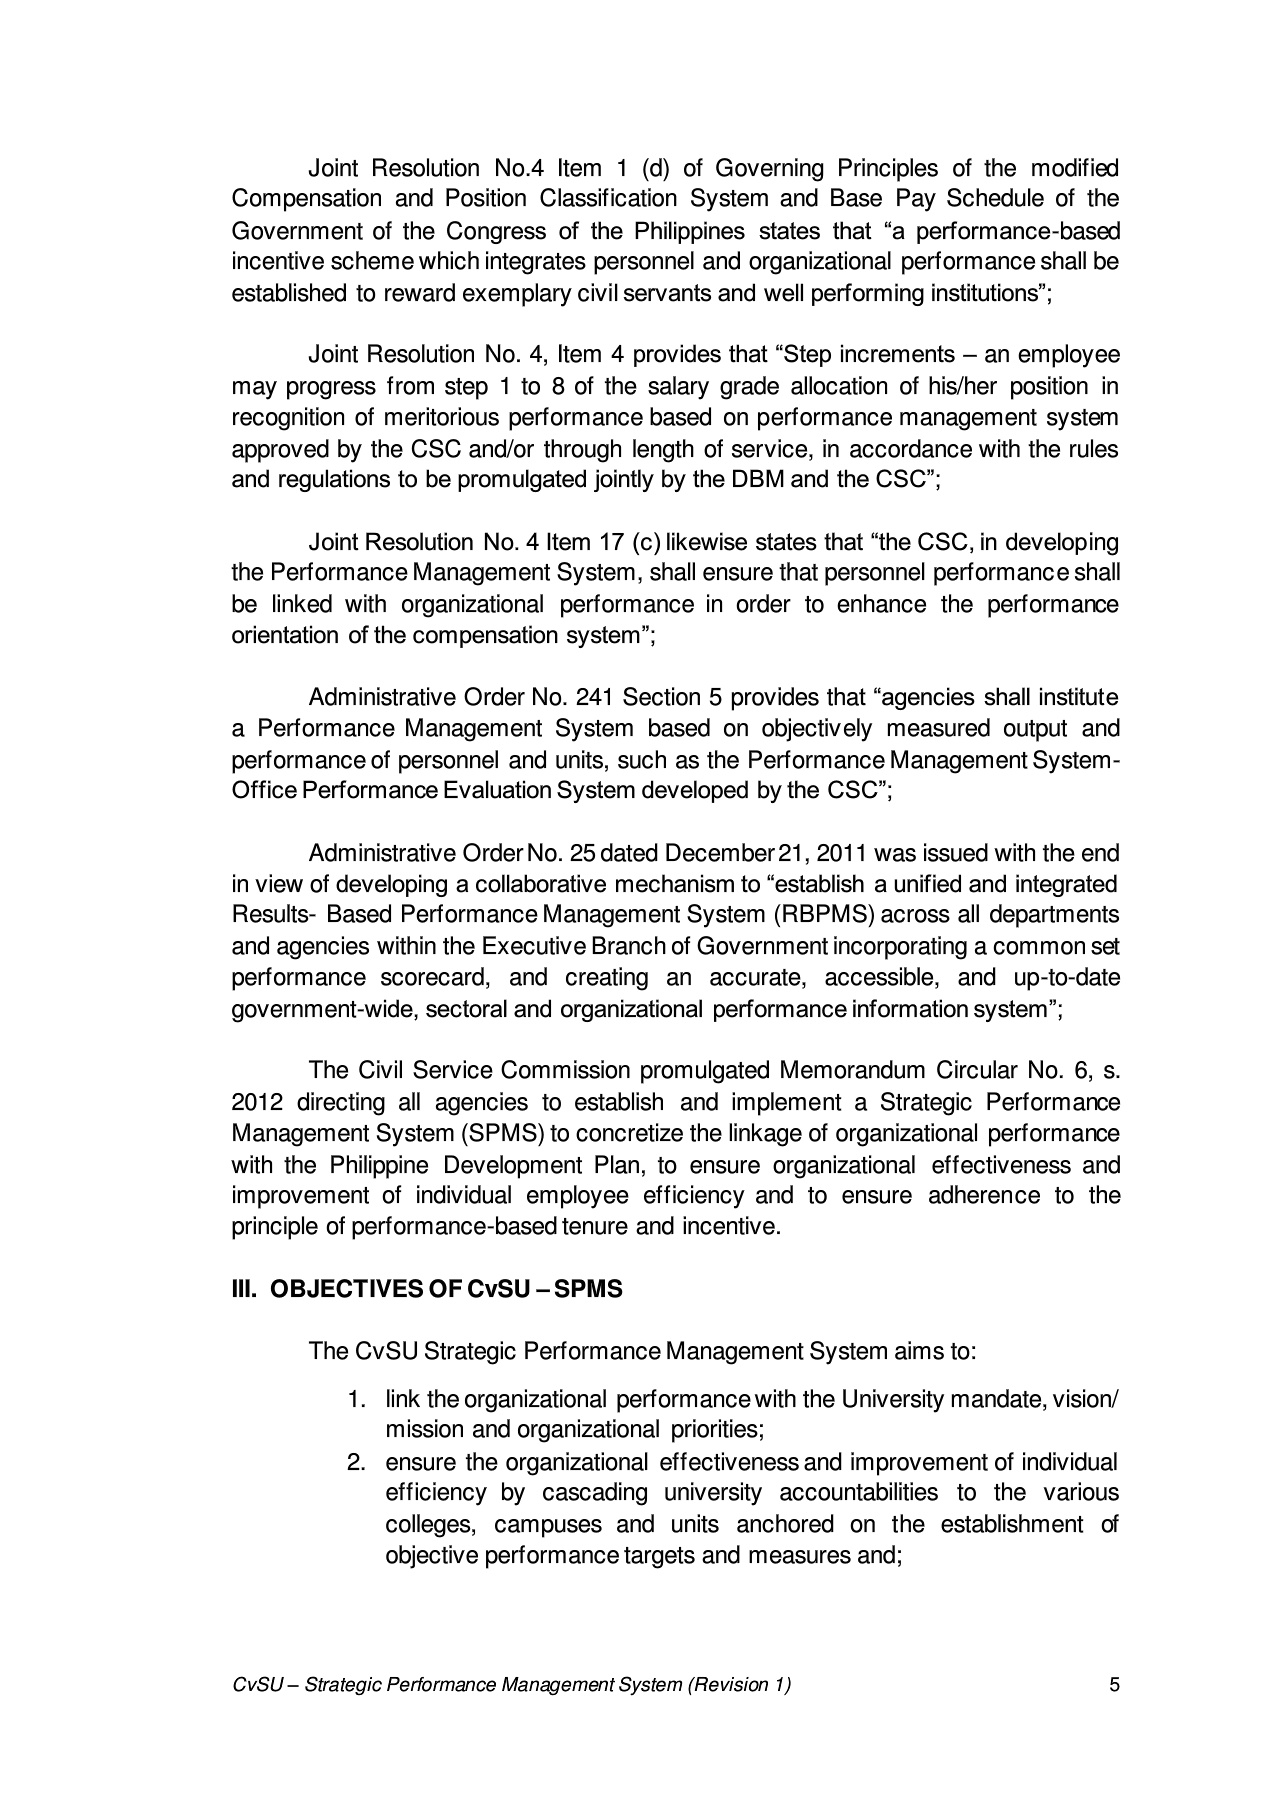 Joint Resolution No.4 Item 1 (d) of Governing Principles of the modified
Compensation and Position Classification System and Base Pay Schedule of the
Government of the Congress of the Philippines states that “a performance-based
incentive scheme which integrates personnel and organizational performance shall be
established to reward exemplary civil servants and well performing institutions”;
Joint Resolution No. 4, Item 4 provides that “Step increments – an employee
may progress from step 1 to 8 of the salary grade allocation of his/her position in
recognition of meritorious performance based on performance management system
approved by the CSC and/or through length of service, in accordance with the rules
and regulations to be promulgated jointly by the DBM and the CSC”;
Joint Resolution No. 4 Item 17 (c) likewise states that “the CSC, in developing
the Performance Management System, shall ensure that personnel performance shall
be linked with organizational performance in order to enhance the performance
orientation of the compensation system”;
Administrative Order No. 241 Section 5 provides that “agencies shall institute
a Performance Management System based on objectively measured output and
performance of personnel and units, such as the Performance Management System-
Office Performance Evaluation System developed by the CSC”;
Administrative Order No. 25 dated December 21, 2011 was issued with the end
in view of developing a collaborative mechanism to “establish a unified and integrated
Results- Based Performance Management System (RBPMS) across all departments
and agencies within the Executive Branch of Government incorporating a common set
performance scorecard, and creating an accurate, accessible, and up-to-date
government-wide, sectoral and organizational performance information system”;
The Civil Service Commission promulgated Memorandum Circular No. 6, s.
2012 directing all agencies to establish and implement a Strategic Performance
Management System (SPMS) to concretize the linkage of organizational performance
with the Philippine Development Plan, to ensure organizational effectiveness and
improvement of individual employee efficiency and to ensure adherence to the
principle of performance-based tenure and incentive.
III. OBJECTIVES OF CvSU – SPMS
The CvSU Strategic Performance Management System aims to:
1. link the organizational performance with the University mandate, vision/
mission and organizational priorities;
2. ensure the organizational effectiveness and improvement of individual
efficiency by cascading university accountabilities to the various
colleges, campuses and units anchored on the establishment of
objective performance targets and measures and;
CvSU – Strategic Performance Management System (Revision 1) 5